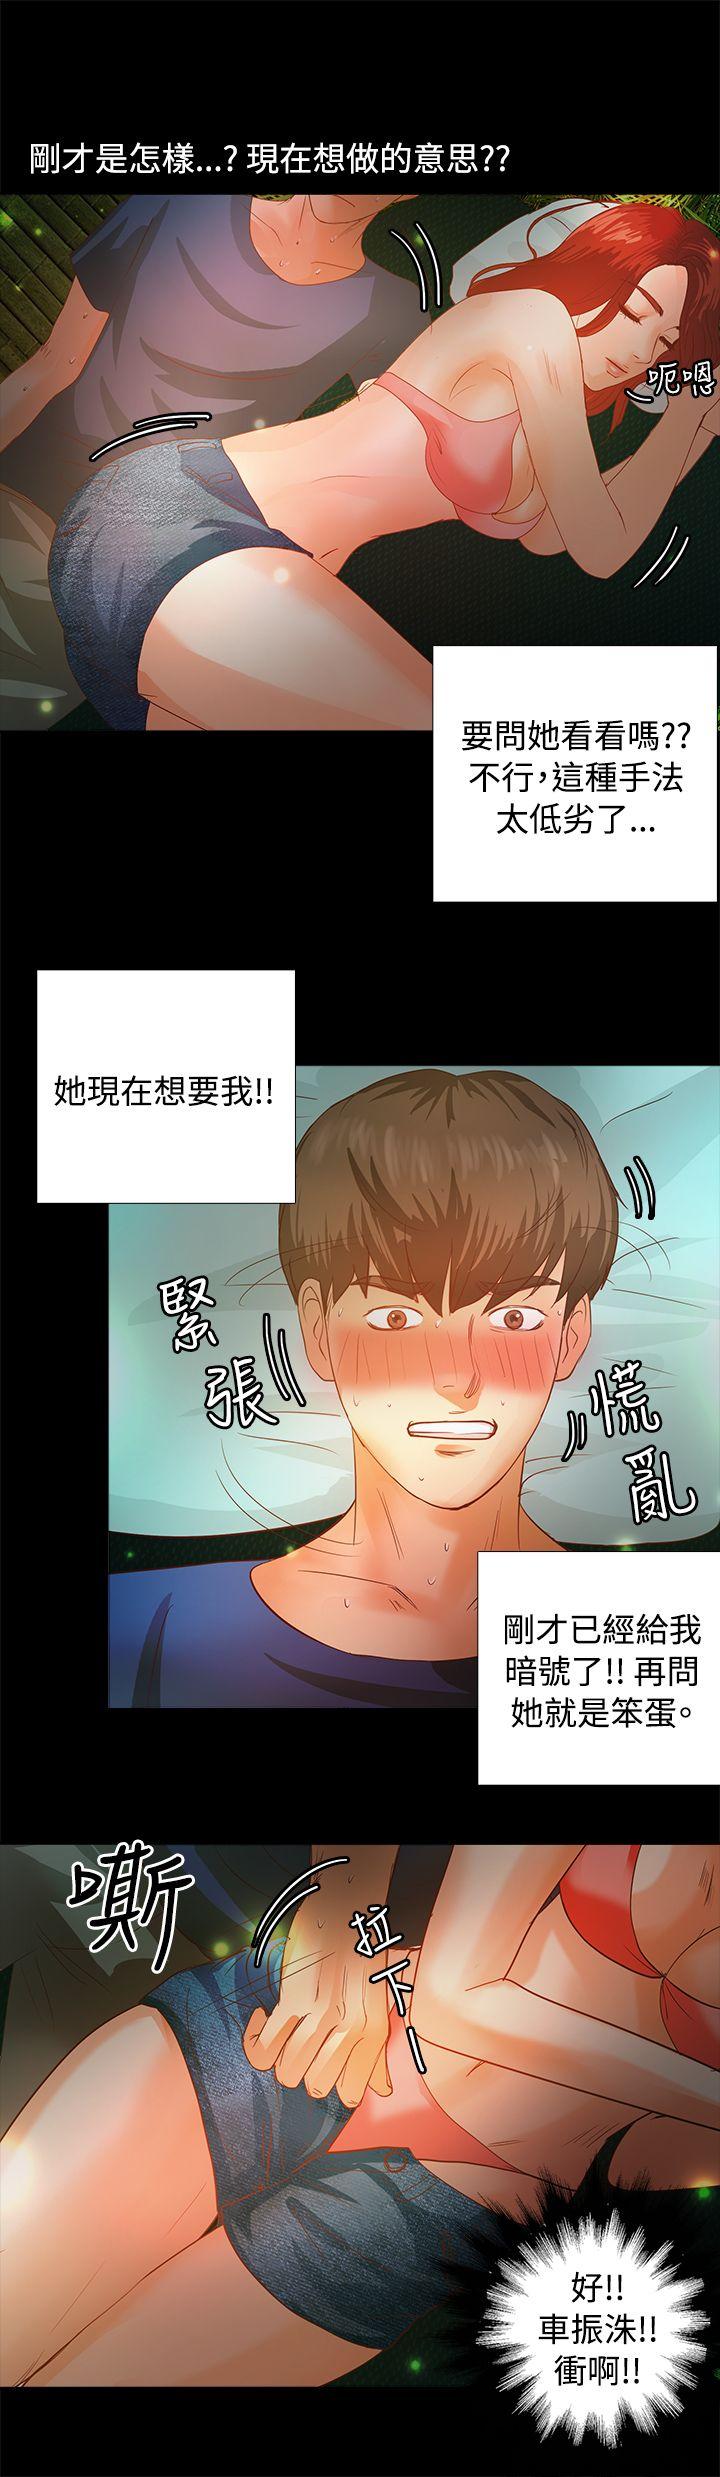 剛才是怎樣...? 現在想做的意思??
呃嗯
要問她看看嗎??
不行，這種手法
太低劣了...
她現在想要我!!
緊張
慌亂
剛才已經給我
暗號了!! 再問
她就是笨蛋。
嘶
拉下
好!!
車振洙!!
衝啊!!